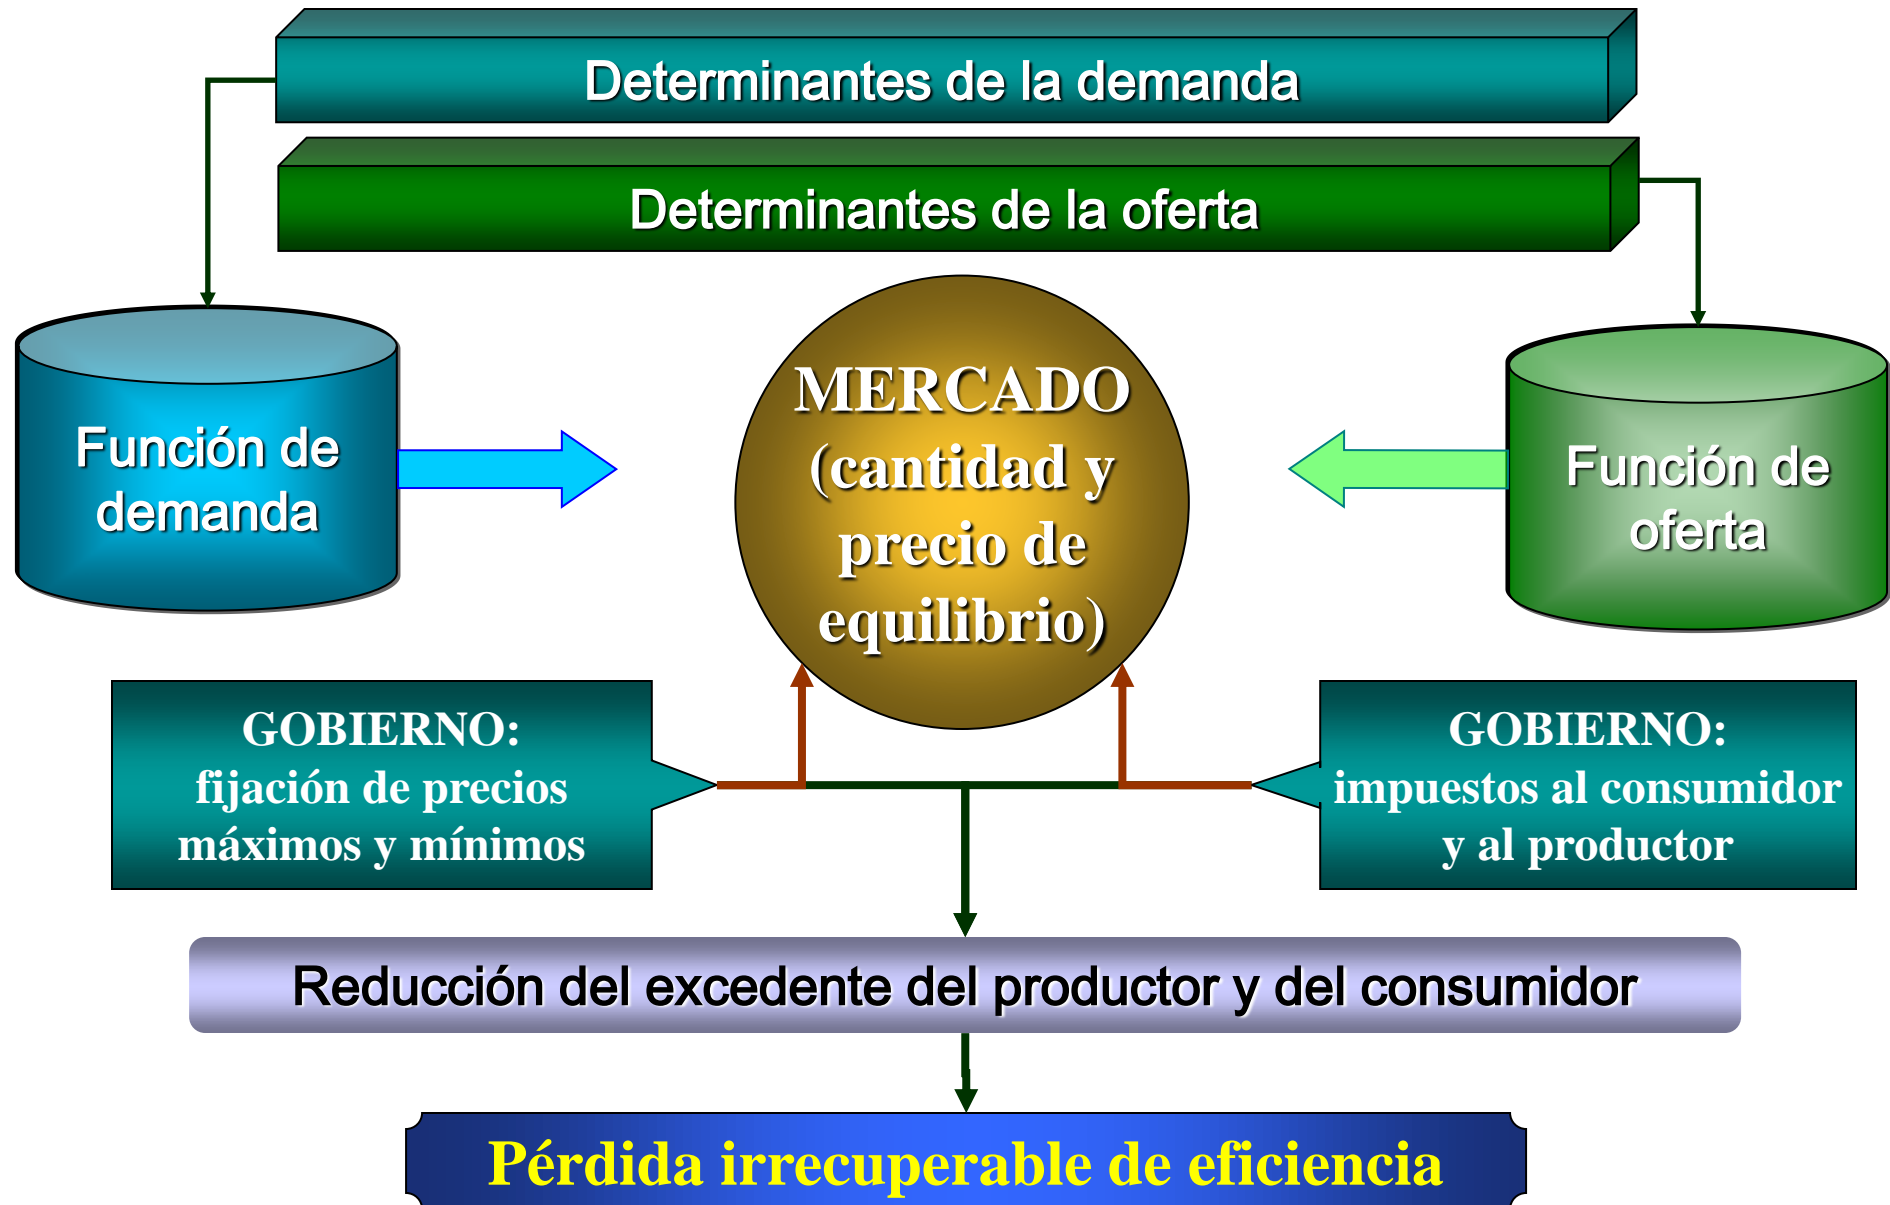 Determinantes de la demanda
Determinantes de la oferta
Función de
demanda
MERCADO
(cantidad y
precio de
equilibrio)
Función de
oferta
GOBIERNO:
fijación de precios
máximos y mínimos
GOBIERNO:
impuestos al consumidor
y al productor
Reducción del excedente del productor y del consumidor
Pérdida irrecuperable de eficiencia